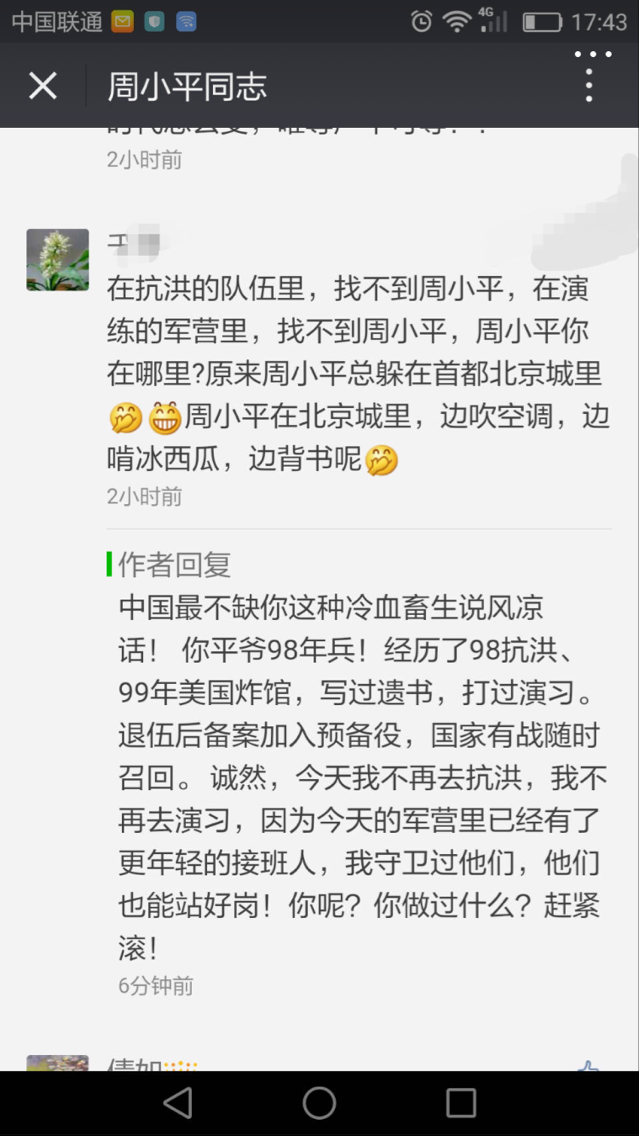 中国联通 4G 17:43
周小平同志
2小时前
在抗洪的队伍里，找不到周小平，在演
练的军营里，找不到周小平，周小平你
在哪里?原来周小平总躲在首都北京城里
🤭😁周小平在北京城里，边吹空调，边
啃冰西瓜，边背书呢🤭
2小时前
作者回复
中国最不缺你这种冷血畜生说风凉
话！ 你平爷98年兵！经历了98抗洪、
99年美国炸馆，写过遗书，打过演习。
退伍后备案加入预备役，国家有战随时
召回。 诚然，今天我不再去抗洪，我不
再去演习，因为今天的军营里已经有了
更年轻的接班人，我守卫过他们，他们
也能站好岗！你呢？你做过什么？赶紧
滚！
6分钟前